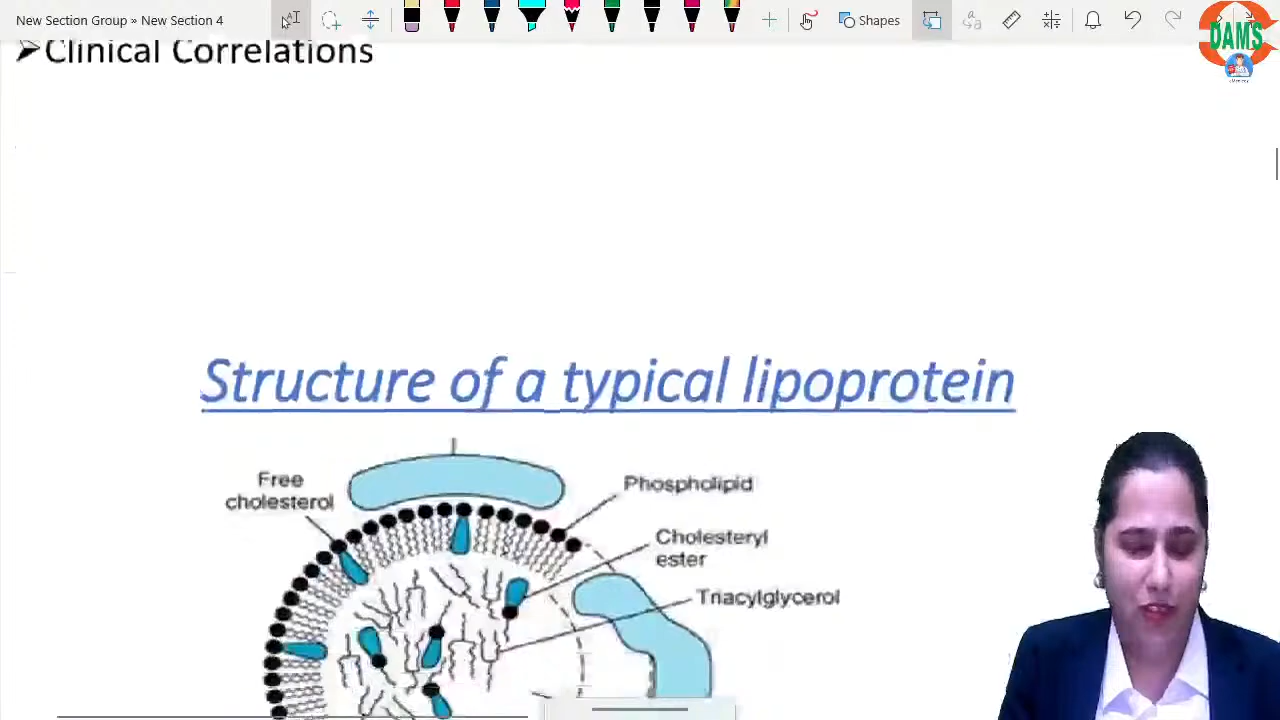 New Section Group » New Section 4
Shapes
DAMS
➢Clinical Correlations
Structure of a typical lipoprotein
Free
cholesterol
Phospholipid
Cholesteryl
ester
Triacylglycerol